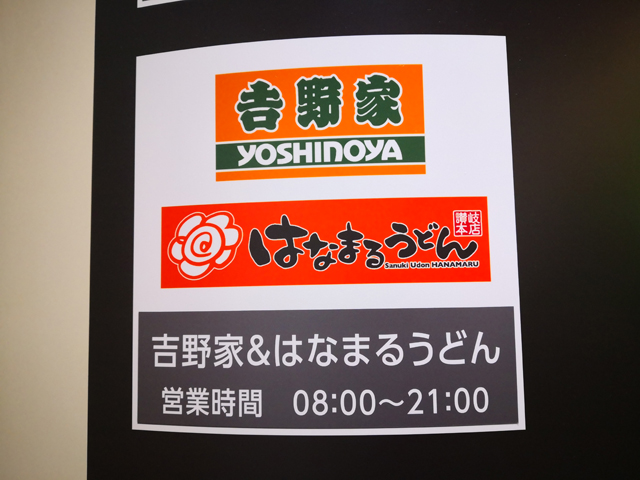 吉野家
YOSHINOYA
はなまるうどん
讃岐
本店
Sanuki Udon HANAMARU
吉野家&はなまるうどん
営業時間 08:00～21:00